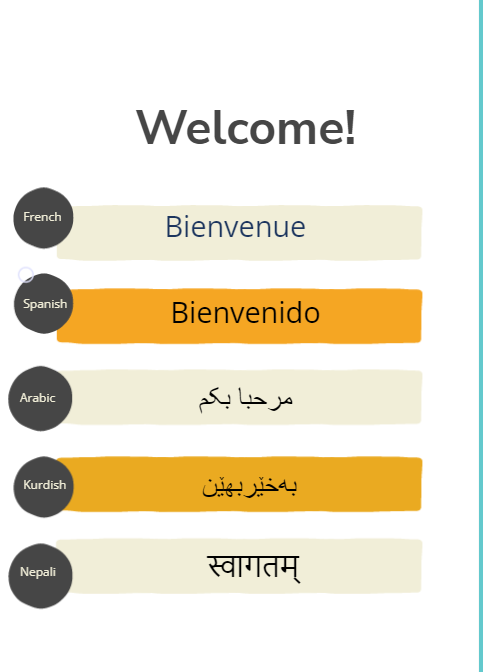 Welcome!
French
Bienvenue
Spanish
Bienvenido
Arabic
مرحبا بكم
Kurdish
بەخێربهێن
Nepali
स्वागतम्